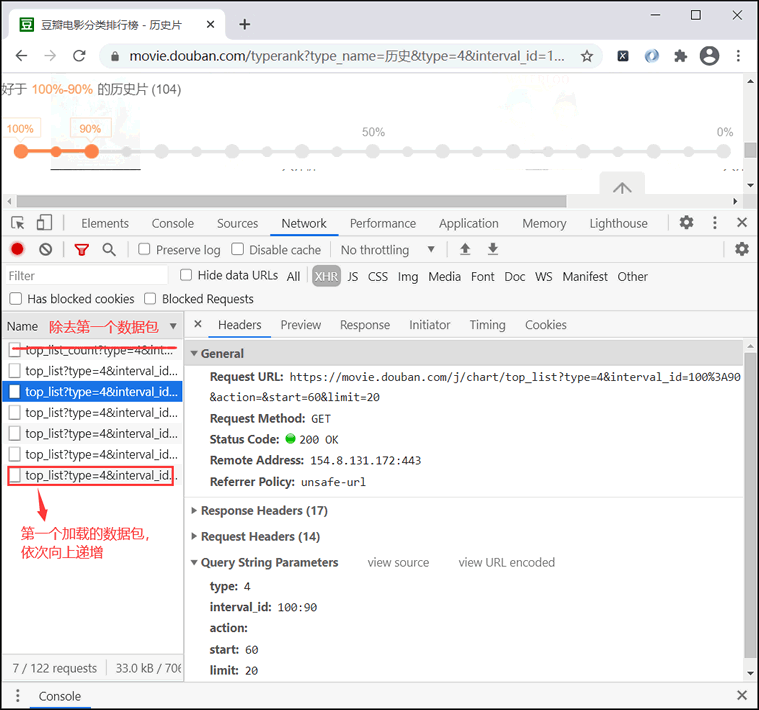 豆 豆瓣电影分类排行榜 - 历史片
movie.douban.com/typerank?type_name=历史&type=4&interval_id=1...
好于 100%-90% 的历史片 (104)
100% 90% 50% 0%
Elements Console Sources Network Performance Application Memory Lighthouse
Preserve log Disable cache No throttling
Filter Hide data URLs All XHR JS CSS Img Media Font Doc WS Manifest Other
Has blocked cookies Blocked Requests
Name 除去第一个数据包
Headers Preview Response Initiator Timing Cookies
top_list_count?type=4&int...
top_list?type=4&interval_id...
top_list?type=4&interval_id...
top_list?type=4&interval_id...
top_list?type=4&interval_id...
top_list?type=4&interval_id...
top_list?type=4&interval_id...
第一个加载的数据包,
依次向上递增
7 / 122 requests 33.0 kB / 706
General
Request URL: https://movie.douban.com/j/chart/top_list?type=4&interval_id=100%3A90
&action=&start=60&limit=20
Request Method: GET
Status Code: 200 OK
Remote Address: 154.8.131.172:443
Referrer Policy: unsafe-url
Response Headers (17)
Request Headers (14)
Query String Parameters view source view URL encoded
type: 4
interval_id: 100:90
action:
start: 60
limit: 20
Console